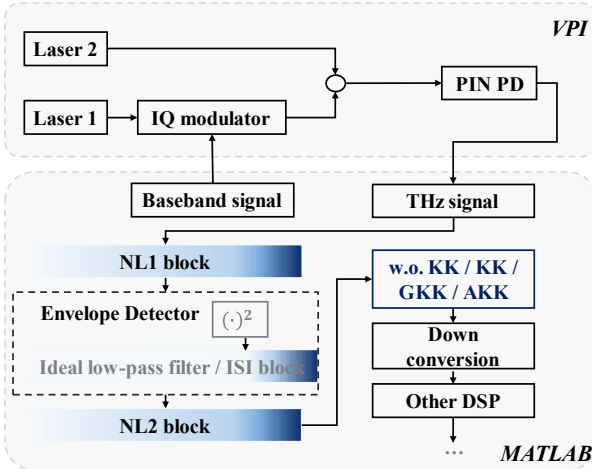 VPI
Laser 2
PIN PD
Laser 1
IQ modulator
Baseband signal
THz signal
NL1 block
w.o. KK / KK /
GKK / AKK
Envelope Detector
(·)²
Ideal low-pass filter / ISI block
Down
conversion
NL2 block
Other DSP
...
MATLAB